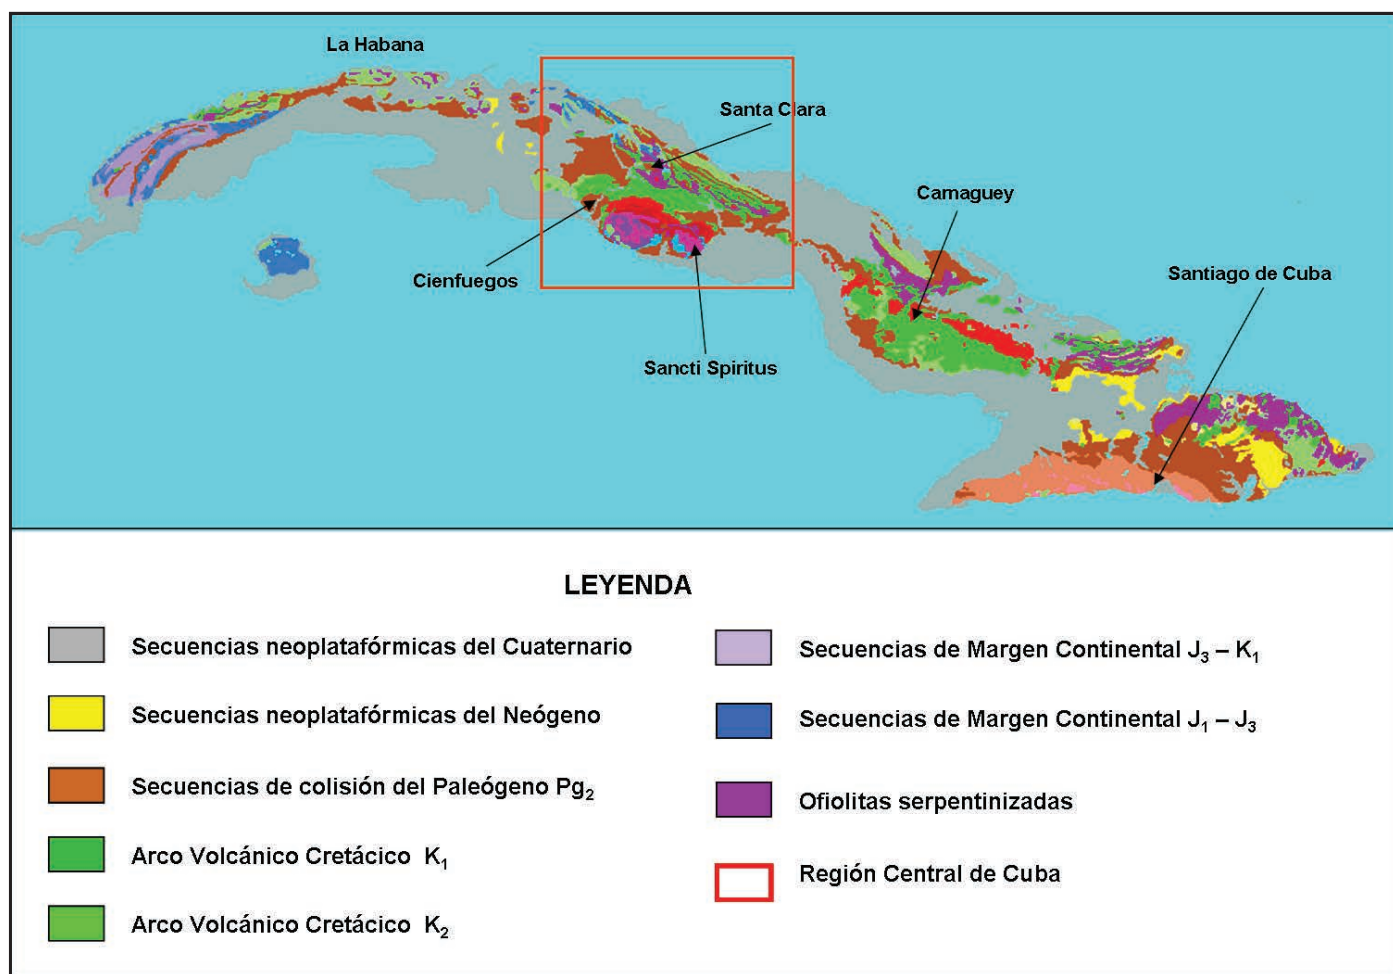 La Habana
Santa Clara
Camaguey
Santiago de Cuba
Cienfuegos
Sancti Spiritus
LEYENDA
Secuencias neoplatafórmicas del Cuaternario
Secuencias neoplatafórmicas del Neógeno
Secuencias de colisión del Paleógeno Pg₂
Arco Volcánico Cretácico K₁
Arco Volcánico Cretácico K₂
Secuencias de Margen Continental J₃ – K₁
Secuencias de Margen Continental J₁ – J₃
Ofiolitas serpentinizadas
Región Central de Cuba